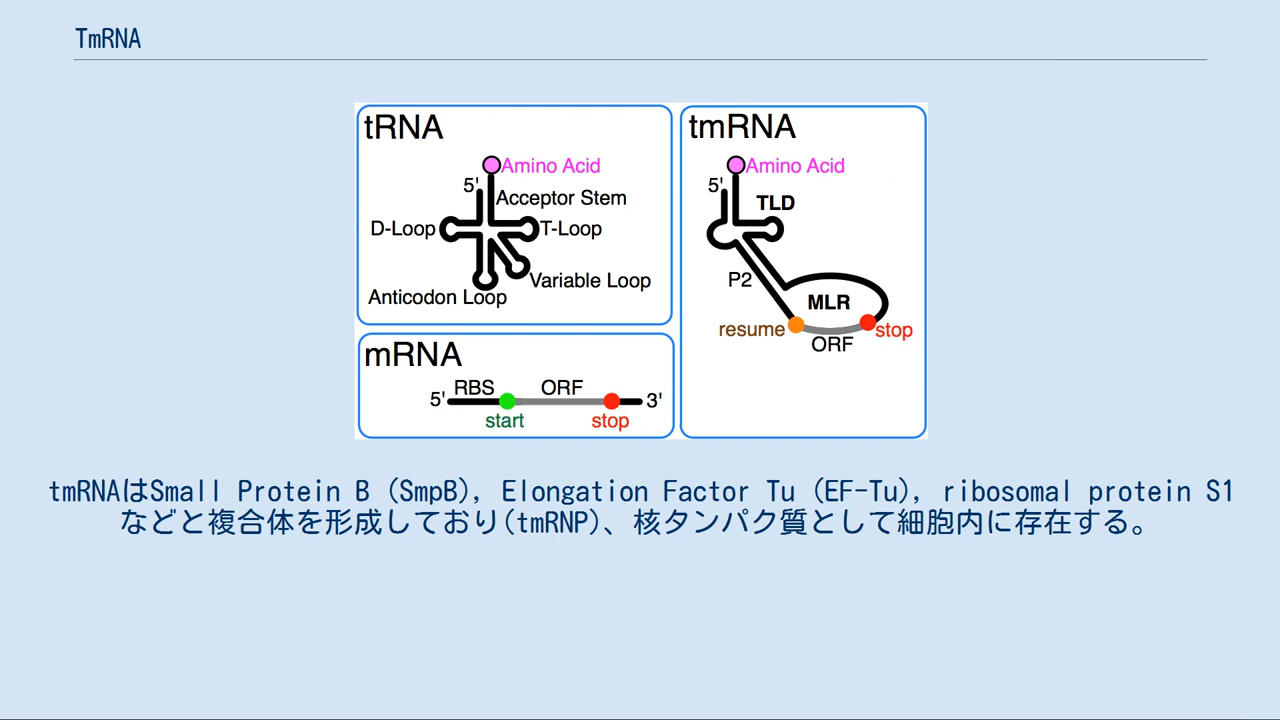 TmRNA
tRNA
Amino Acid
5'
Acceptor Stem
D-Loop
T-Loop
Variable Loop
Anticodon Loop
mRNA
RBS
ORF
5'
3'
start
stop
tmRNA
Amino Acid
5'
TLD
P2
MLR
resume
stop
ORF
tmRNAはSmall Protein B (SmpB), Elongation Factor Tu (EF-Tu), ribosomal protein S1
などと複合体を形成しており(tmRNP)、核タンパク質として細胞内に存在する。